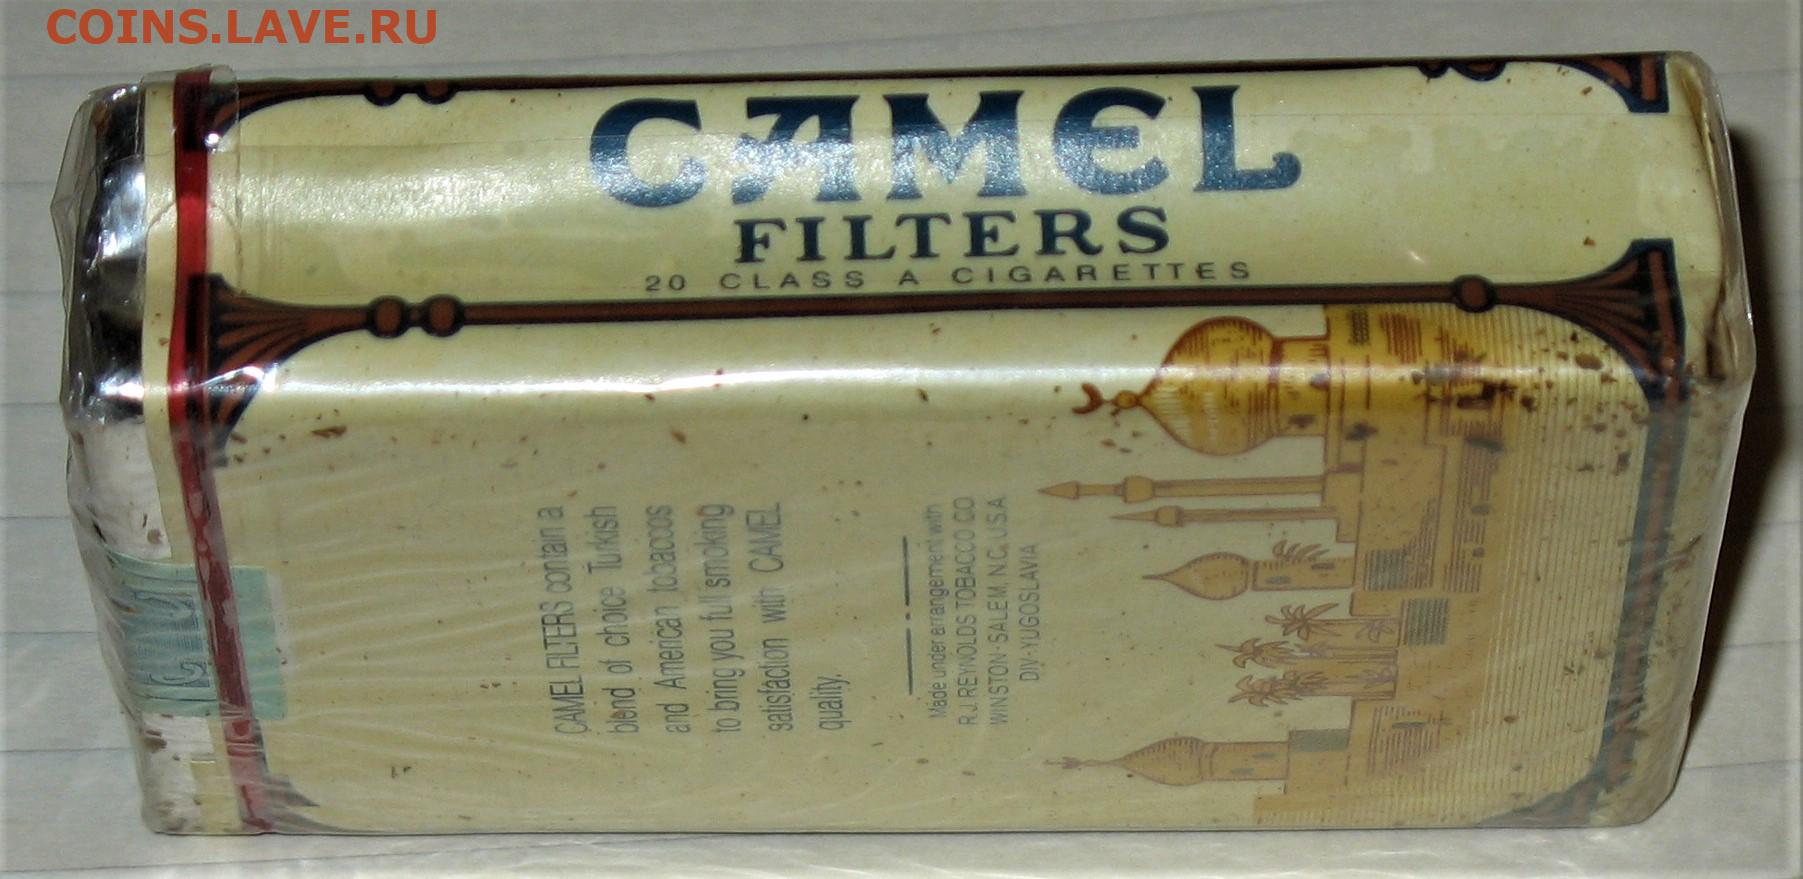 COINS.LAVE.RU
CAMEL
FILTERS
20 CLASS A CIGARETTES
CAMEL FILTERS contain a
blend of choice Turkish
and American tobaccos
to bring you full smoking
satisfaction with CAMEL
quality.
Made under arrangement with
R.J. REYNOLDS TOBACCO CO
WINSTON-SALEM, N.C., U.S.A.
DIV-YUGOSLAVIA